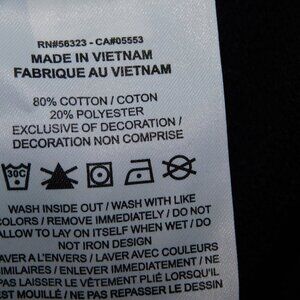 RN#56323 - CA#05553
MADE IN VIETNAM
FABRIQUE AU VIETNAM
80% COTTON / COTON
20% POLYESTER
EXCLUSIVE OF DECORATION /
DECORATION NON COMPRISE
30C
WASH INSIDE OUT / WASH WITH LIKE
COLORS / REMOVE IMMEDIATELY / DO NOT
ALLOW TO LAY ON ITSELF WHEN WET / DO
NOT IRON DESIGN
LAVER A L'ENVERS / LAVER AVEC COULEURS
SIMILAIRES / ENLEVER IMMEDIATEMENT / NE
PAS LAISSER LE VÊTEMENT PLIÉ LORSQU'IL
EST MOUILLÉ / NE PAS REPASSER LE DESSIN